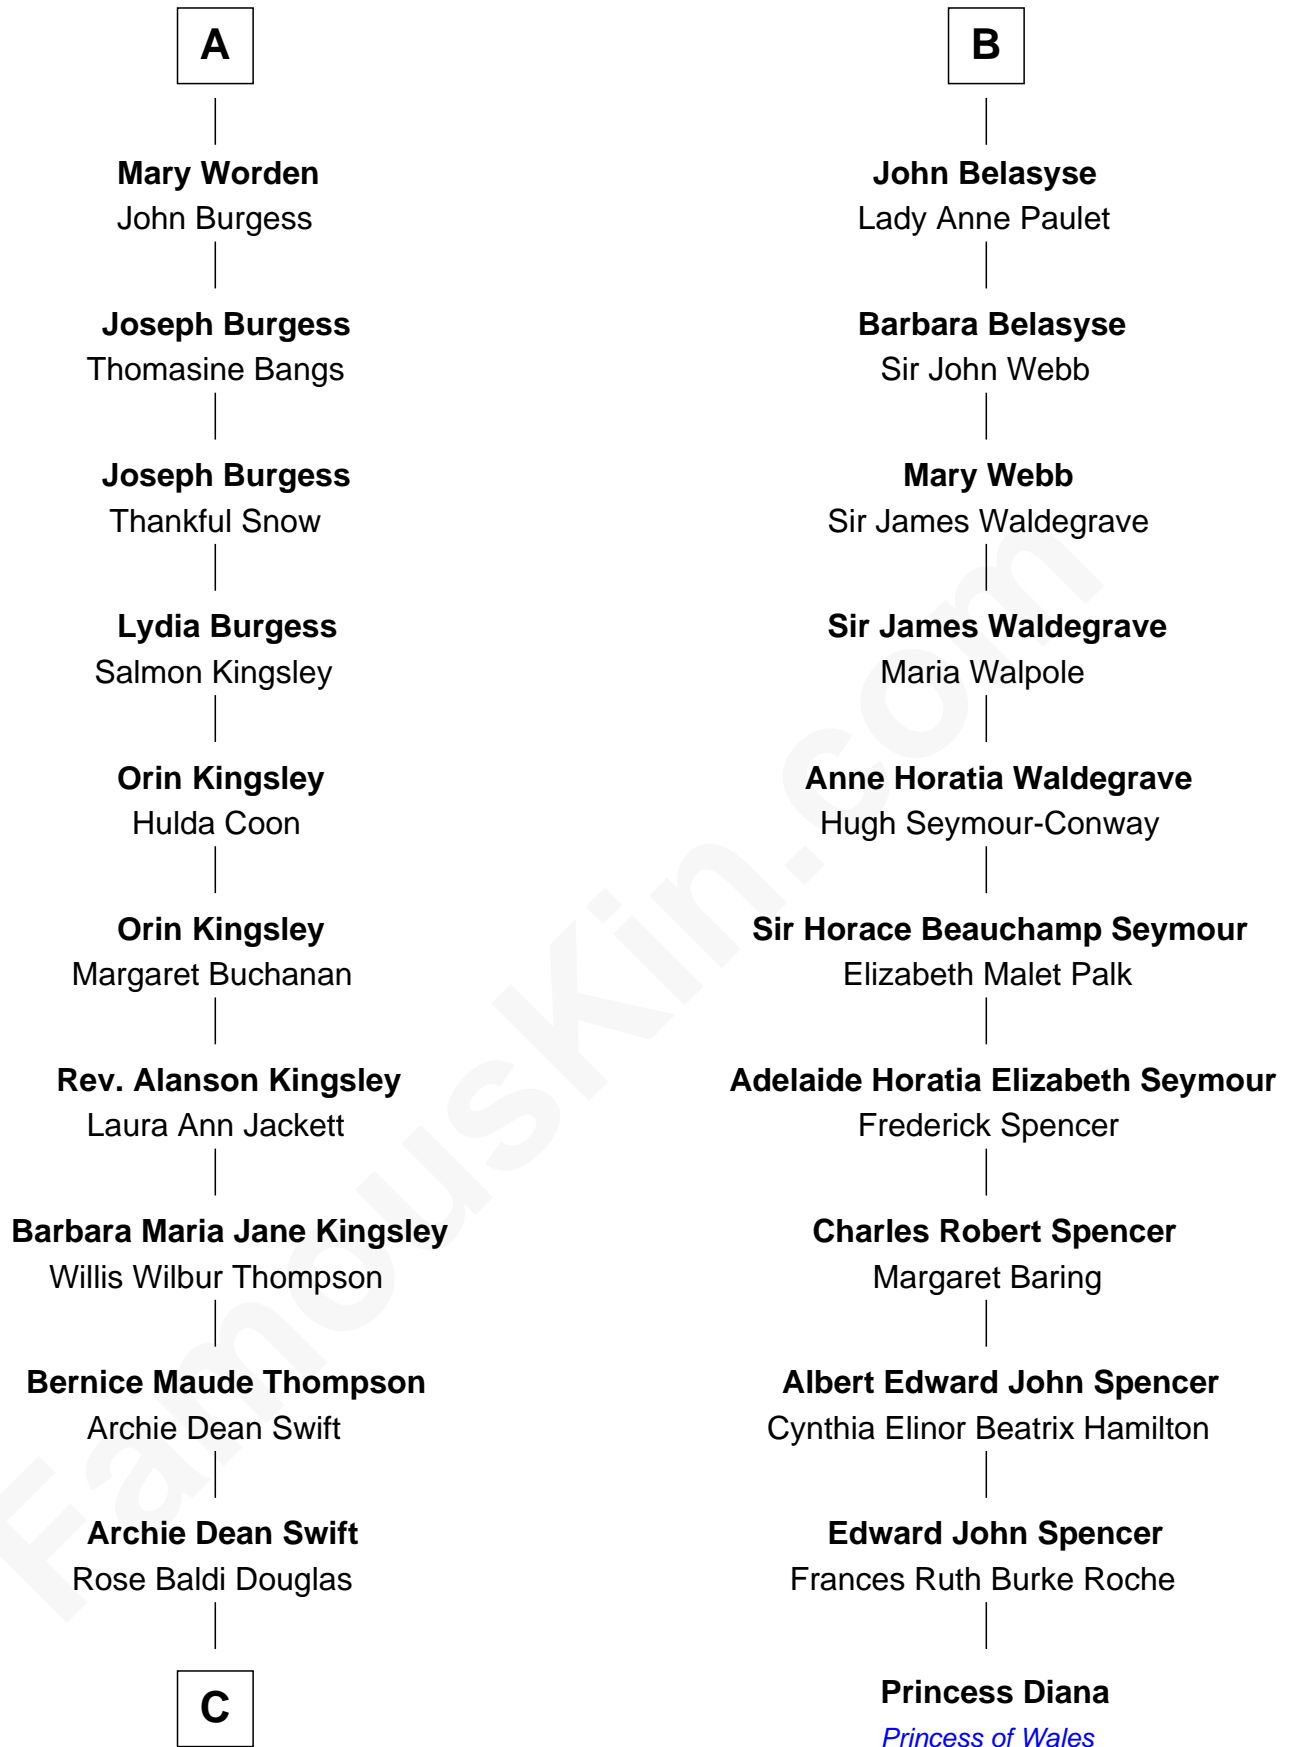 A
Mary Worden
John Burgess
Joseph Burgess
Thomasine Bangs
Joseph Burgess
Thankful Snow
Lydia Burgess
Salmon Kingsley
Orin Kingsley
Hulda Coon
Orin Kingsley
Margaret Buchanan
Rev. Alanson Kingsley
Laura Ann Jackett
Barbara Maria Jane Kingsley
Willis Wilbur Thompson
Bernice Maude Thompson
Archie Dean Swift
Archie Dean Swift
Rose Baldi Douglas
C
B
John Belasyse
Lady Anne Paulet
Barbara Belasyse
Sir John Webb
Mary Webb
Sir James Waldegrave
Sir James Waldegrave
Maria Walpole
Anne Horatia Waldegrave
Hugh Seymour-Conway
Sir Horace Beauchamp Seymour
Elizabeth Malet Palk
Adelaide Horatia Elizabeth Seymour
Frederick Spencer
Charles Robert Spencer
Margaret Baring
Albert Edward John Spencer
Cynthia Elinor Beatrix Hamilton
Edward John Spencer
Frances Ruth Burke Roche
Princess Diana
Princess of Wales
FamousKin.com